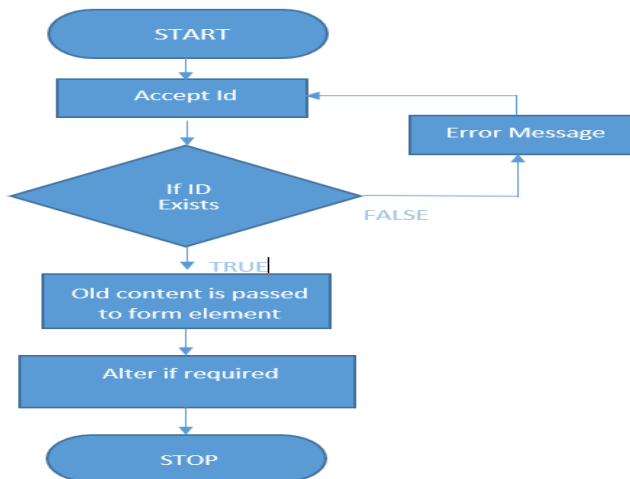 START
Accept Id
Error Message
If ID
Exists
FALSE
TRUE
Old content is passed
to form element
Alter if required
STOP